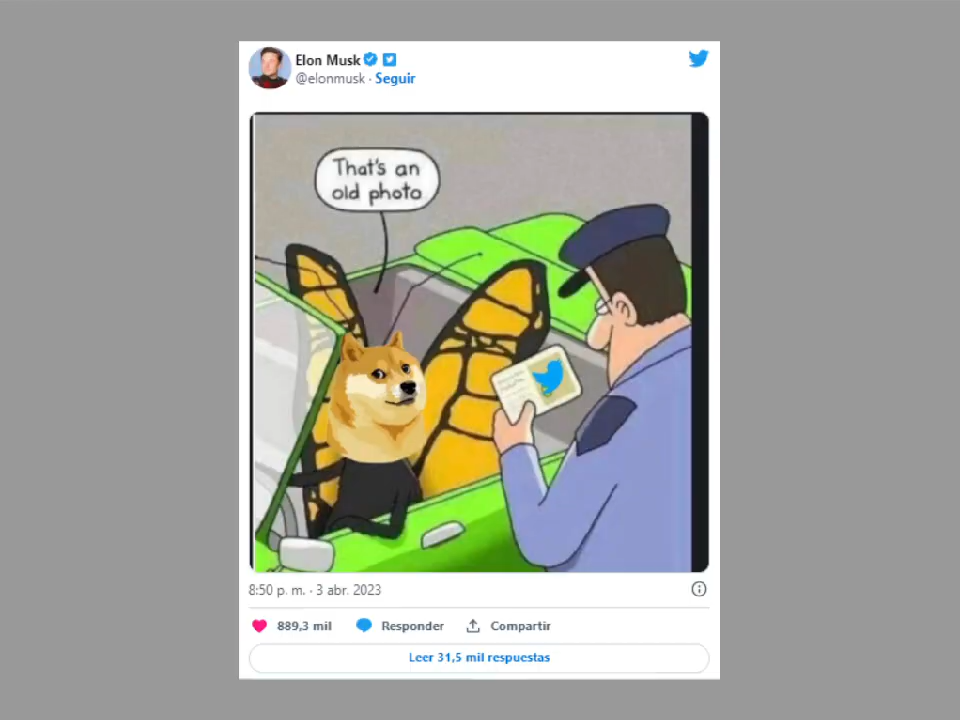 Elon Musk
@elonmusk · Seguir
That's an
old photo
8:50 p. m. · 3 abr. 2023
889,3 mil
Responder
Compartir
Leer 31,5 mil respuestas